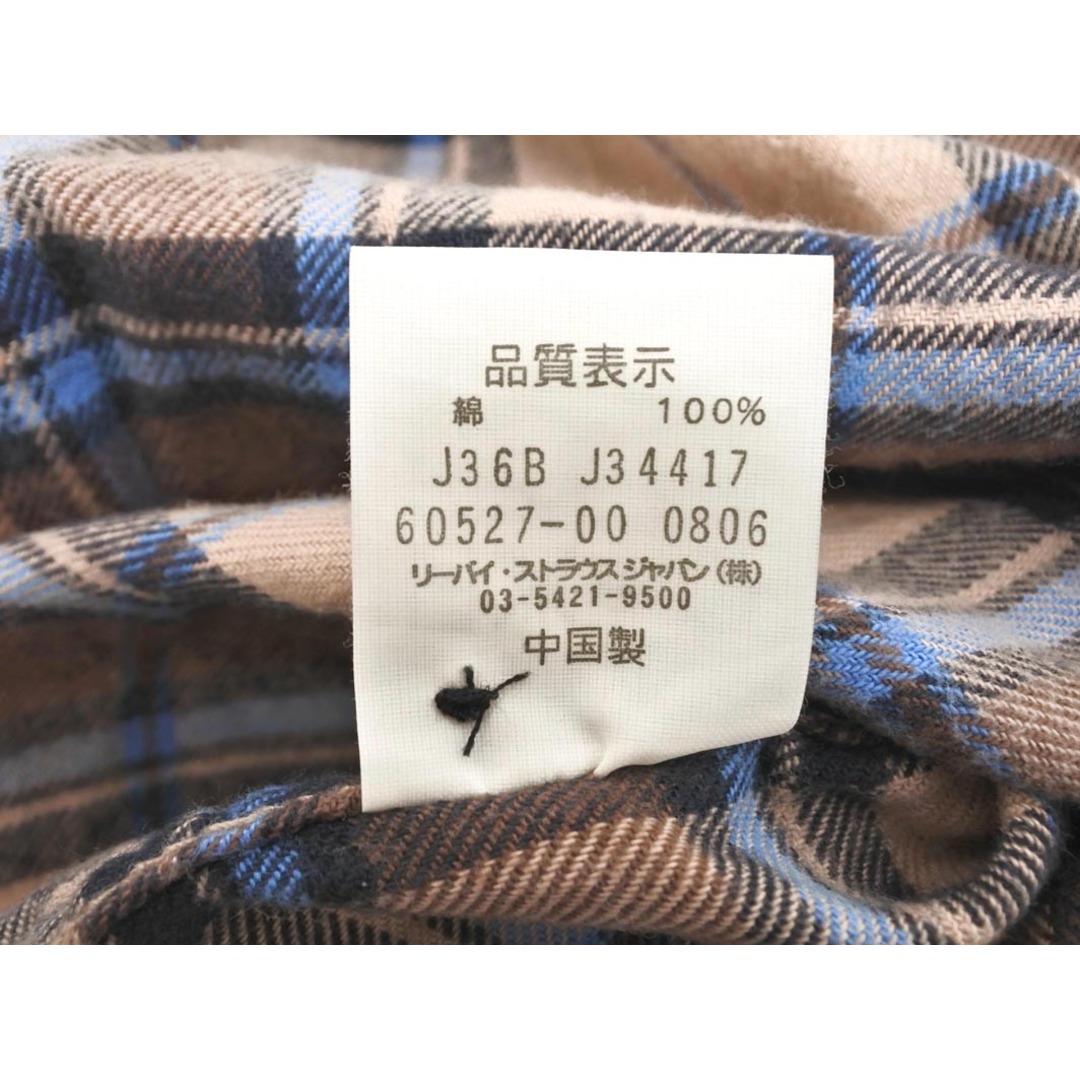 品質表示
綿 100%
J36B J34417
60527-00 0806
リーバイ・ストラウスジャパン(株)
03-5421-9500
中国製